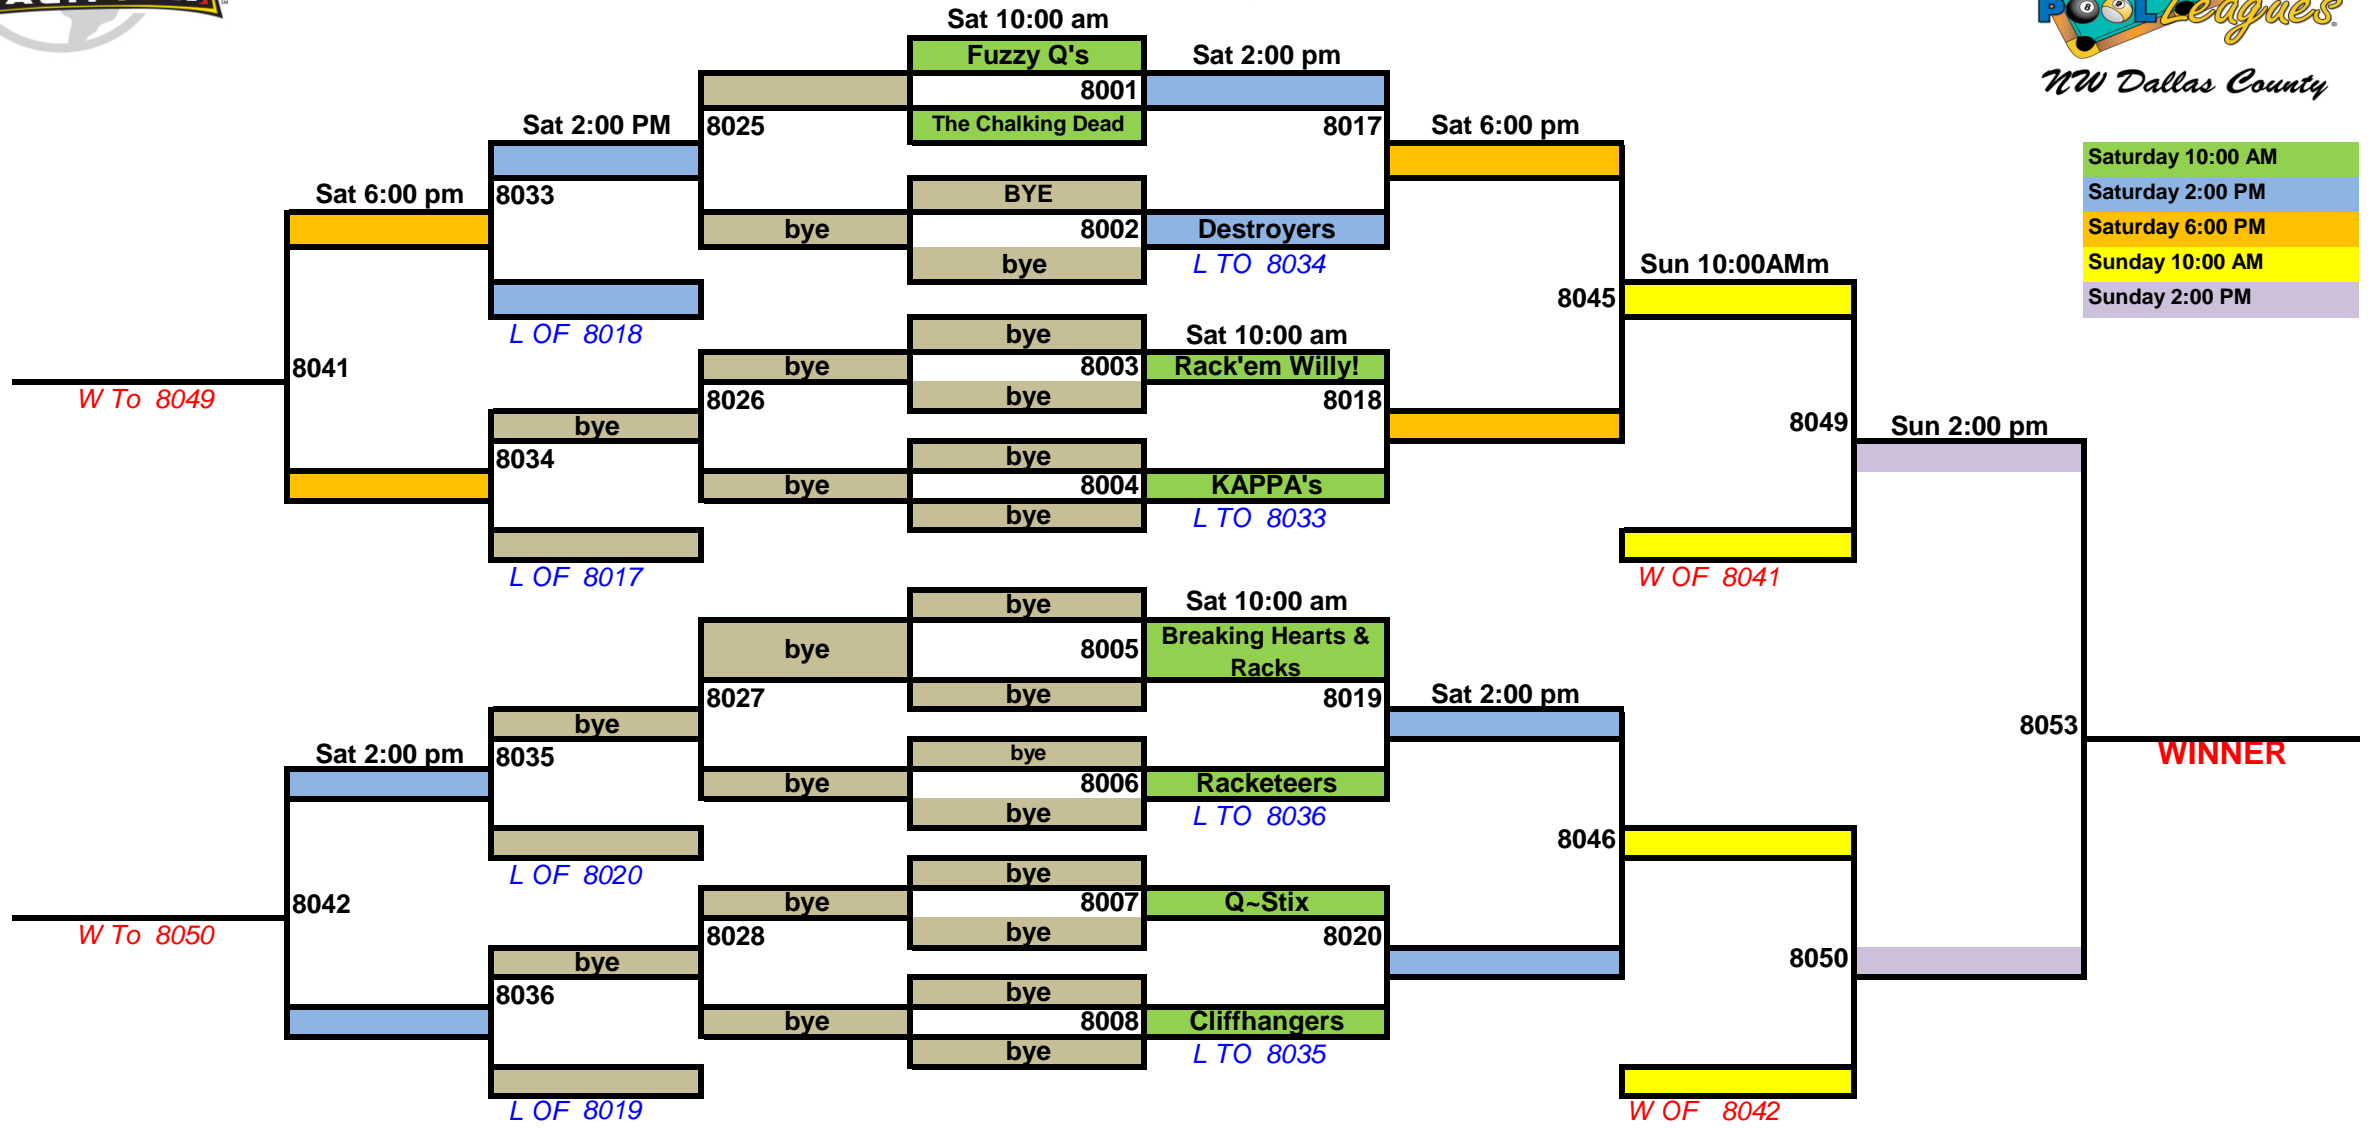 Sat 10:00 am
POOL Leagues
Fuzzy Q's
Sat 2:00 pm
8001
NW Dallas County
Sat 2:00 PM
8025
The Chalking Dead
8017
Sat 6:00 pm
Saturday 10:00 AM
Sat 6:00 pm
8033
BYE
Saturday 2:00 PM
bye
8002
Destroyers
Saturday 6:00 PM
bye
L TO 8034
Sun 10:00AMm
Sunday 10:00 AM
8045
Sunday 2:00 PM
L OF 8018
bye
Sat 10:00 am
8041
bye
8003
Rack'em Willy!
W To 8049
8026
bye
8018
bye
8049
Sun 2:00 pm
8034
bye
bye
8004
KAPPA's
bye
L TO 8033
L OF 8017
W OF 8041
bye
Sat 10:00 am
bye
8005
Breaking Hearts &
Racks
8027
bye
8019
Sat 2:00 pm
bye
8053
Sat 2:00 pm
8035
bye
WINNER
bye
8006
Racketeers
bye
L TO 8036
8046
L OF 8020
bye
8042
bye
8007
Q~Stix
W To 8050
8028
bye
8020
bye
8050
8036
bye
bye
8008
Cliffhangers
bye
L TO 8035
L OF 8019
W OF 8042